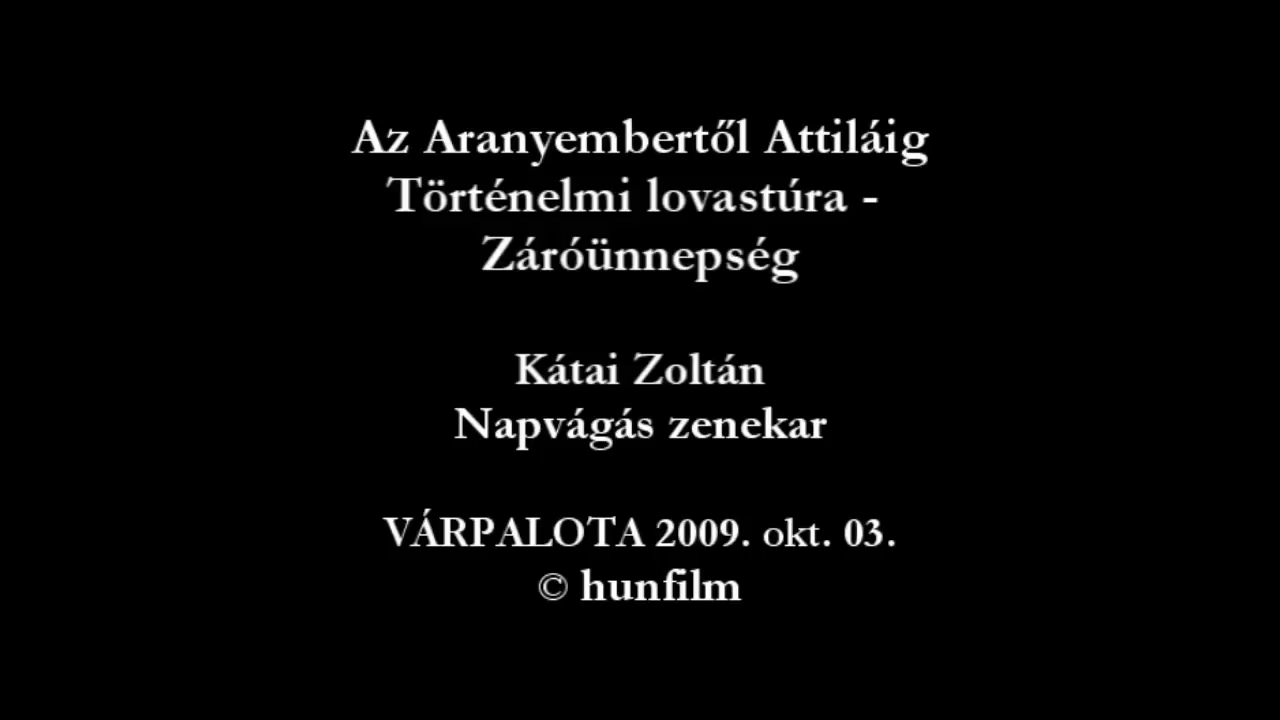 Az Aranyembertől Attiláig
Történelmi lovastúra -
Záróünnepség
Kátai Zoltán
Napvágás zenekar
VÁRPALOTA 2009. okt. 03.
© hunfilm